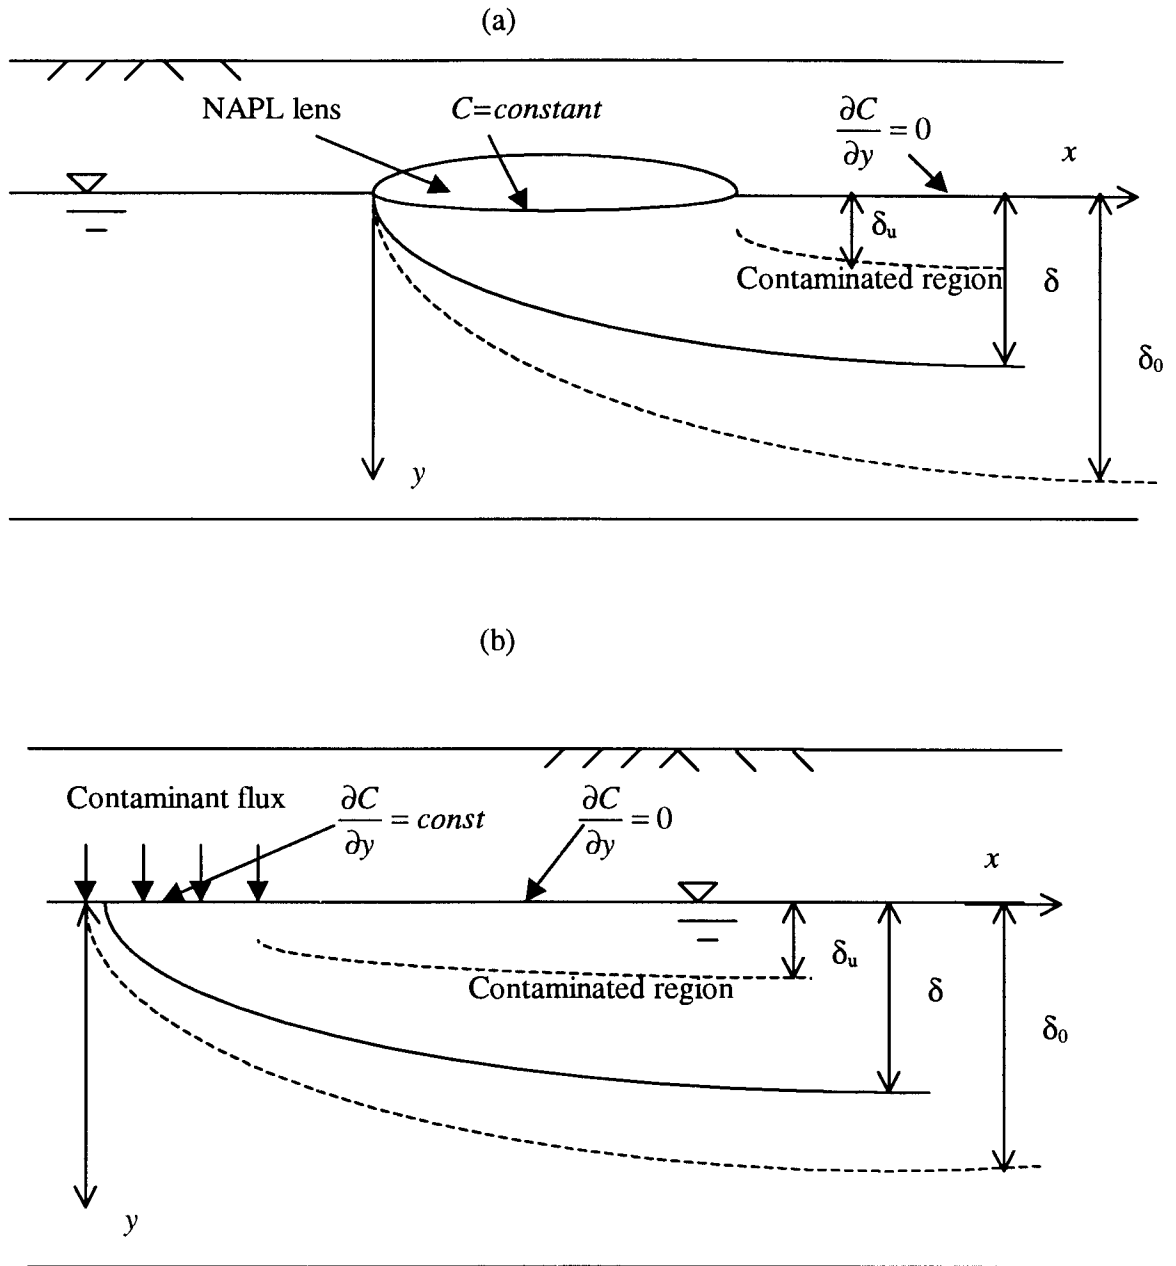 (a)
NAPL lens
C=constant
∂C/∂y = 0
x
δu
Contaminated region
δ
δ0
y
(b)
Contaminant flux
∂C/∂y = const
∂C/∂y = 0
x
δu
Contaminated region
δ
δ0
y